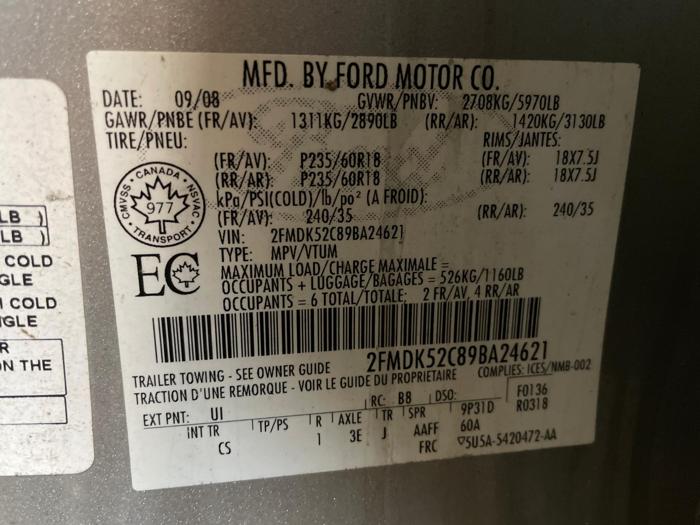 MFD. BY FORD MOTOR CO.
DATE: 09/08 GVWR/PNBV: 2708KG/5970LB
GAWR/PNBE (FR/AV): 1311KG/2890LB (RR/AR): 1420KG/3130LB
TIRE/PNEU: RIMS/JANTES:
(FR/AV): P235/60R18 (FR/AV): 18X7.5J
(RR/AR): P235/60R18 (RR/AR): 18X7.5J
kPa/PSI(COLD)/lb/po² (A FROID):
(FR/AV): 240/35 (RR/AR): 240/35
CANADA
CMVSS NSVAC
977
TRANSPORT
VIN: 2FMDK52C89BA24621
TYPE: MPV/VTUM
EC
MAXIMUM LOAD/CHARGE MAXIMALE =
OCCUPANTS + LUGGAGE/BAGAGES = 526KG/1160LB
OCCUPANTS = 6 TOTAL/TOTALE: 2 FR/AV, 4 RR/AR
2FMDK52C89BA24621
TRAILER TOWING - SEE OWNER GUIDE
TRACTION D'UNE REMORQUE - VOIR LE GUIDE DU PROPRIETAIRE COMPLIES: ICES/NMB-002
RC: B8 DSO: F0136
EXT PNT: UI 9P31D R0318
INT TR TP/PS R AXLE TR SPR 60A
CS 1 3E J AAFF
FRC 5U5A-5420472-AA
LB )
LB )
COLD
GLE
COLD
GLE
R
ON THE